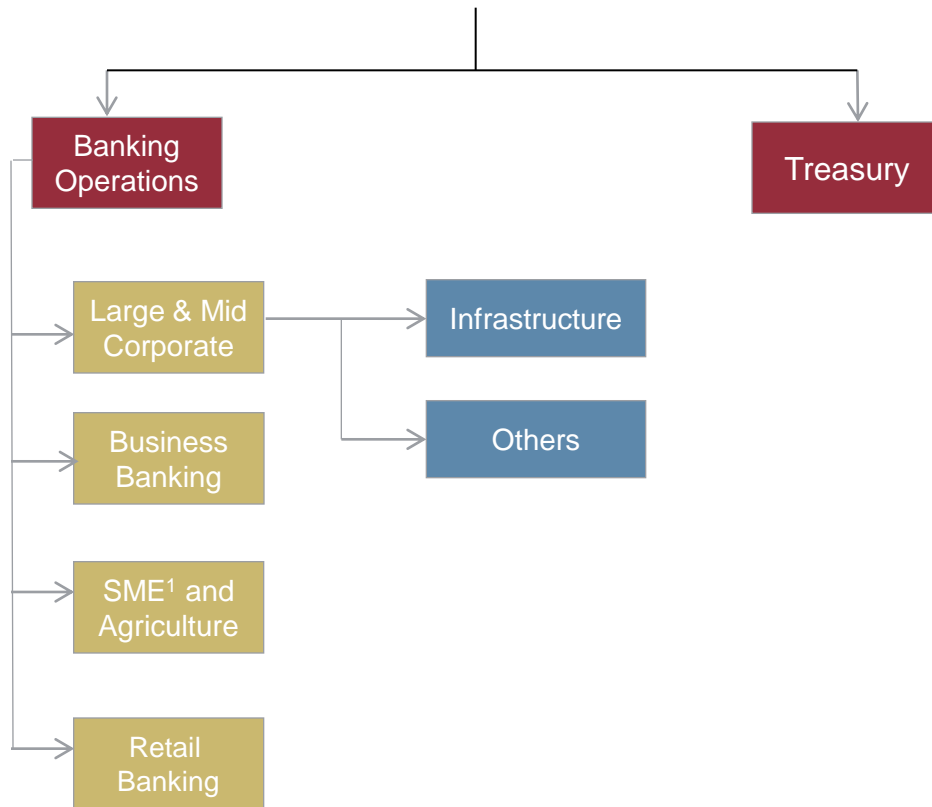 Banking
Operations
Treasury
Large & Mid
Corporate
Infrastructure
Others
Business
Banking
SME¹ and
Agriculture
Retail
Banking